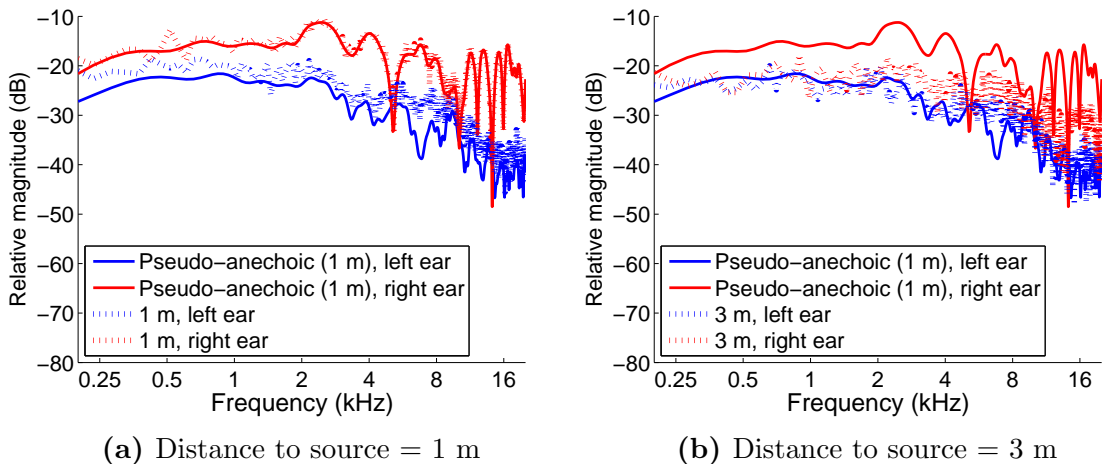 −10
−20
−30
−40
−50
−60
−70
−80
Relative magnitude (dB)
Pseudo−anechoic (1 m), left ear
Pseudo−anechoic (1 m), right ear
1 m, left ear
1 m, right ear
0.25 0.5 1 2 4 8 16
Frequency (kHz)
(a) Distance to source = 1 m
−10
−20
−30
−40
−50
−60
−70
−80
Relative magnitude (dB)
Pseudo−anechoic (1 m), left ear
Pseudo−anechoic (1 m), right ear
3 m, left ear
3 m, right ear
0.25 0.5 1 2 4 8 16
Frequency (kHz)
(b) Distance to source = 3 m